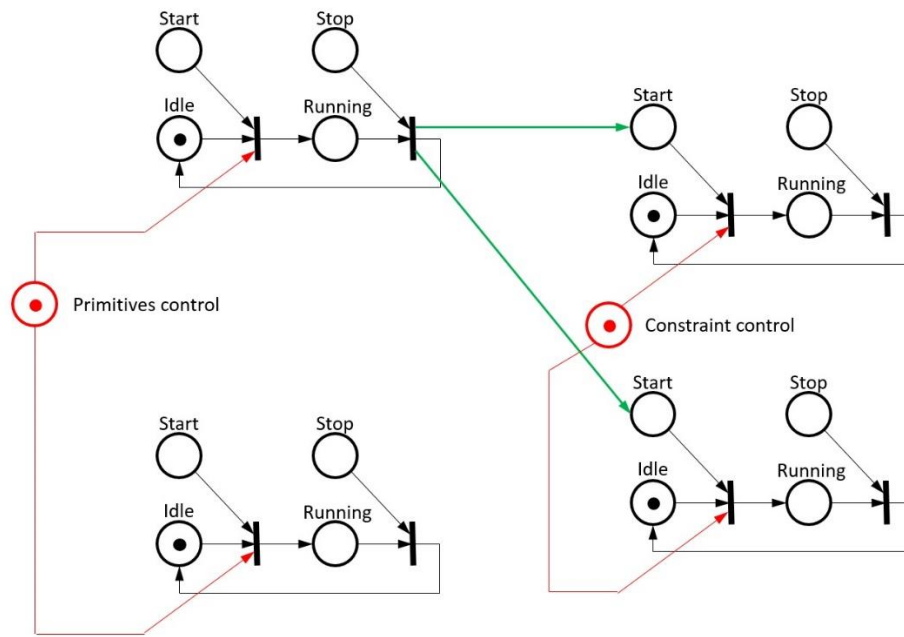 Start
Stop
Idle
Running
Start
Stop
Idle
Running
Primitives control
Constraint control
Start
Stop
Idle
Running
Start
Stop
Idle
Running